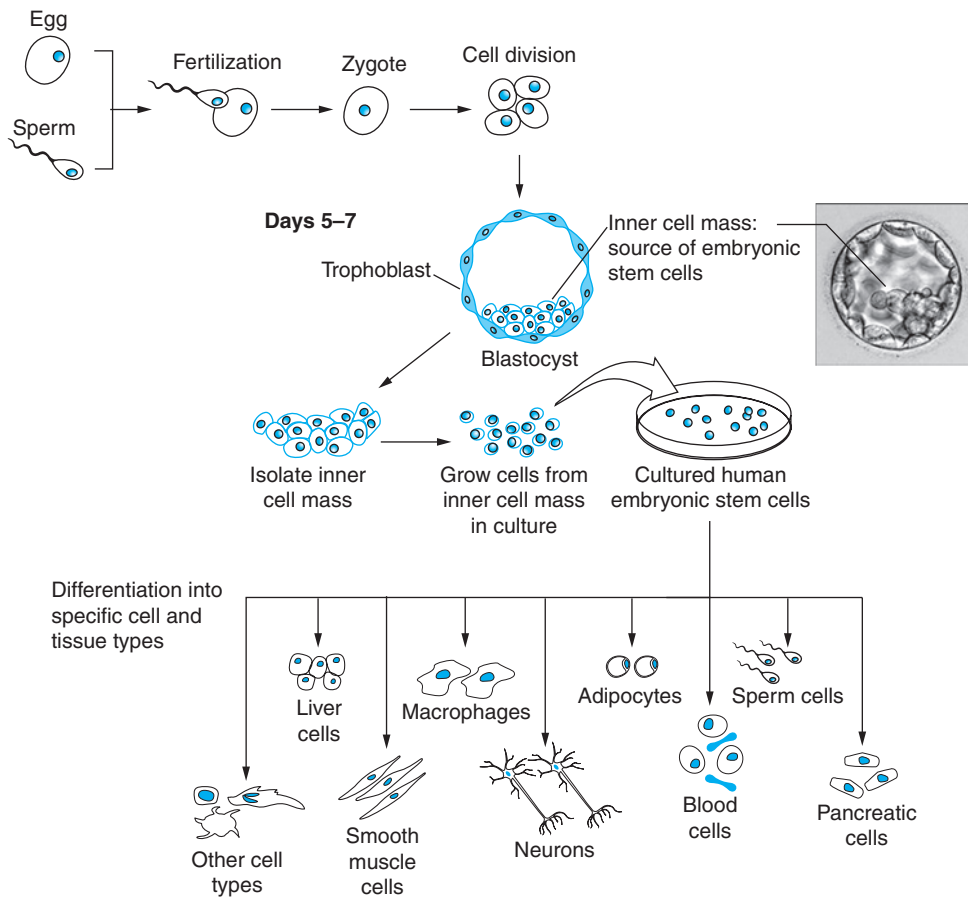 Egg
Fertilization
Zygote
Cell division
Sperm
Days 5–7
Inner cell mass:
source of embryonic
stem cells
Trophoblast
Blastocyst
Isolate inner
cell mass
Grow cells from
inner cell mass
in culture
Cultured human
embryonic stem cells
Differentiation into
specific cell and
tissue types
Liver
cells
Macrophages
Adipocytes
Sperm cells
Other cell
types
Smooth
muscle
cells
Neurons
Blood
cells
Pancreatic
cells